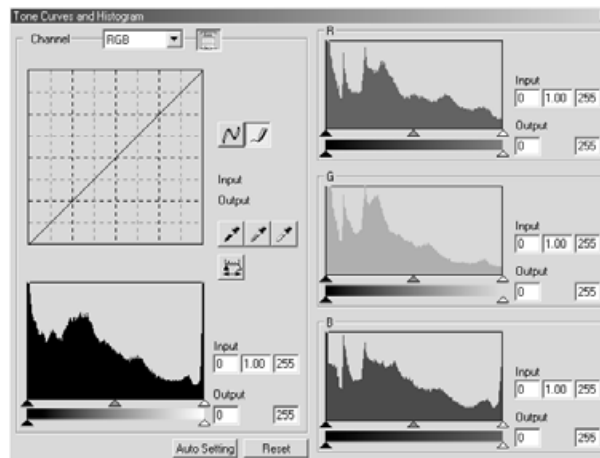 Tone Curves and Histogram
Channel RGB
Input
Output
Input
0 1.00 255
Output
0 255
Auto Setting Reset
R
Input
0 1.00 255
Output
0 255
G
Input
0 1.00 255
Output
0 255
B
Input
0 1.00 255
Output
0 255